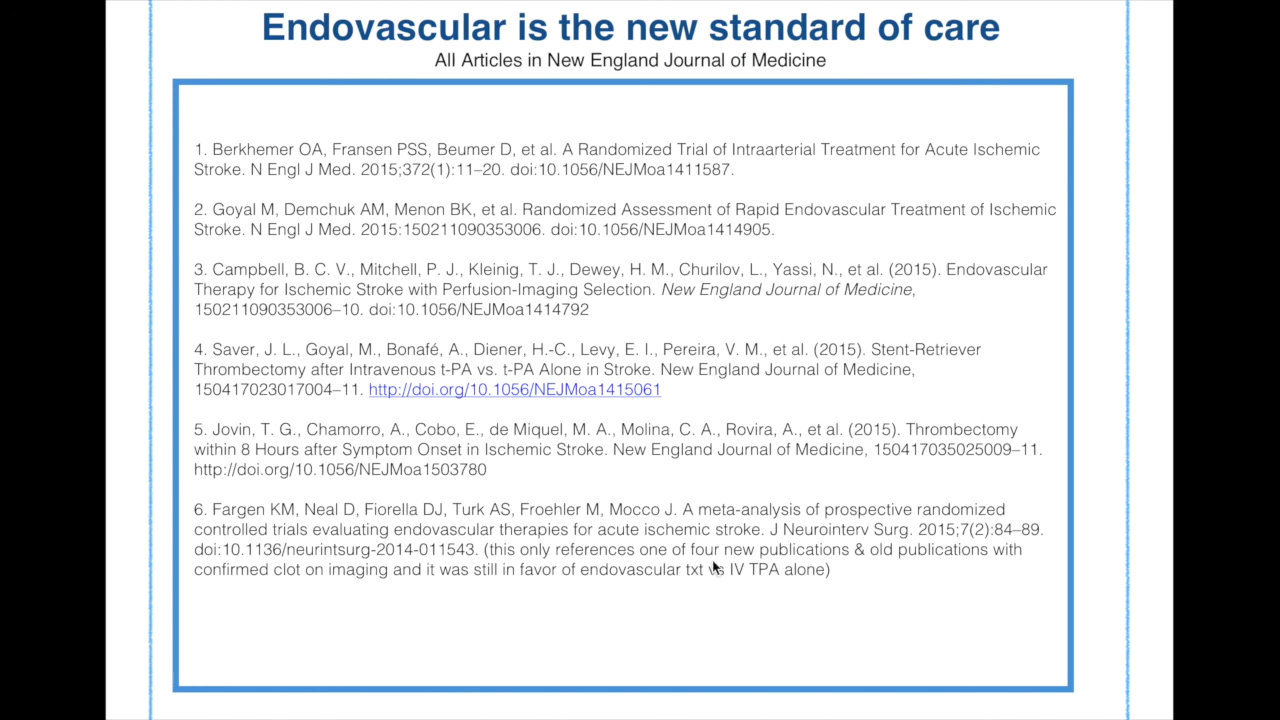 Endovascular is the new standard of care
All Articles in New England Journal of Medicine
1. Berkhemer OA, Fransen PSS, Beumer D, et al. A Randomized Trial of Intraarterial Treatment for Acute Ischemic
Stroke. N Engl J Med. 2015;372(1):11–20. doi:10.1056/NEJMoa1411587.
2. Goyal M, Demchuk AM, Menon BK, et al. Randomized Assessment of Rapid Endovascular Treatment of Ischemic
Stroke. N Engl J Med. 2015:150211090353006. doi:10.1056/NEJMoa1414905.
3. Campbell, B. C. V., Mitchell, P. J., Kleinig, T. J., Dewey, H. M., Churilov, L., Yassi, N., et al. (2015). Endovascular
Therapy for Ischemic Stroke with Perfusion-Imaging Selection. New England Journal of Medicine,
150211090353006–10. doi:10.1056/NEJMoa1414792
4. Saver, J. L., Goyal, M., Bonafé, A., Diener, H.-C., Levy, E. I., Pereira, V. M., et al. (2015). Stent-Retriever
Thrombectomy after Intravenous t-PA vs. t-PA Alone in Stroke. New England Journal of Medicine,
150417023017004–11. http://doi.org/10.1056/NEJMoa1415061
5. Jovin, T. G., Chamorro, A., Cobo, E., de Miquel, M. A., Molina, C. A., Rovira, A., et al. (2015). Thrombectomy
within 8 Hours after Symptom Onset in Ischemic Stroke. New England Journal of Medicine, 150417035025009–11.
http://doi.org/10.1056/NEJMoa1503780
6. Fargen KM, Neal D, Fiorella DJ, Turk AS, Froehler M, Mocco J. A meta-analysis of prospective randomized
controlled trials evaluating endovascular therapies for acute ischemic stroke. J Neurointerv Surg. 2015;7(2):84–89.
doi:10.1136/neurintsurg-2014-011543. (this only references one of four new publications & old publications with
confirmed clot on imaging and it was still in favor of endovascular txt vs IV TPA alone)